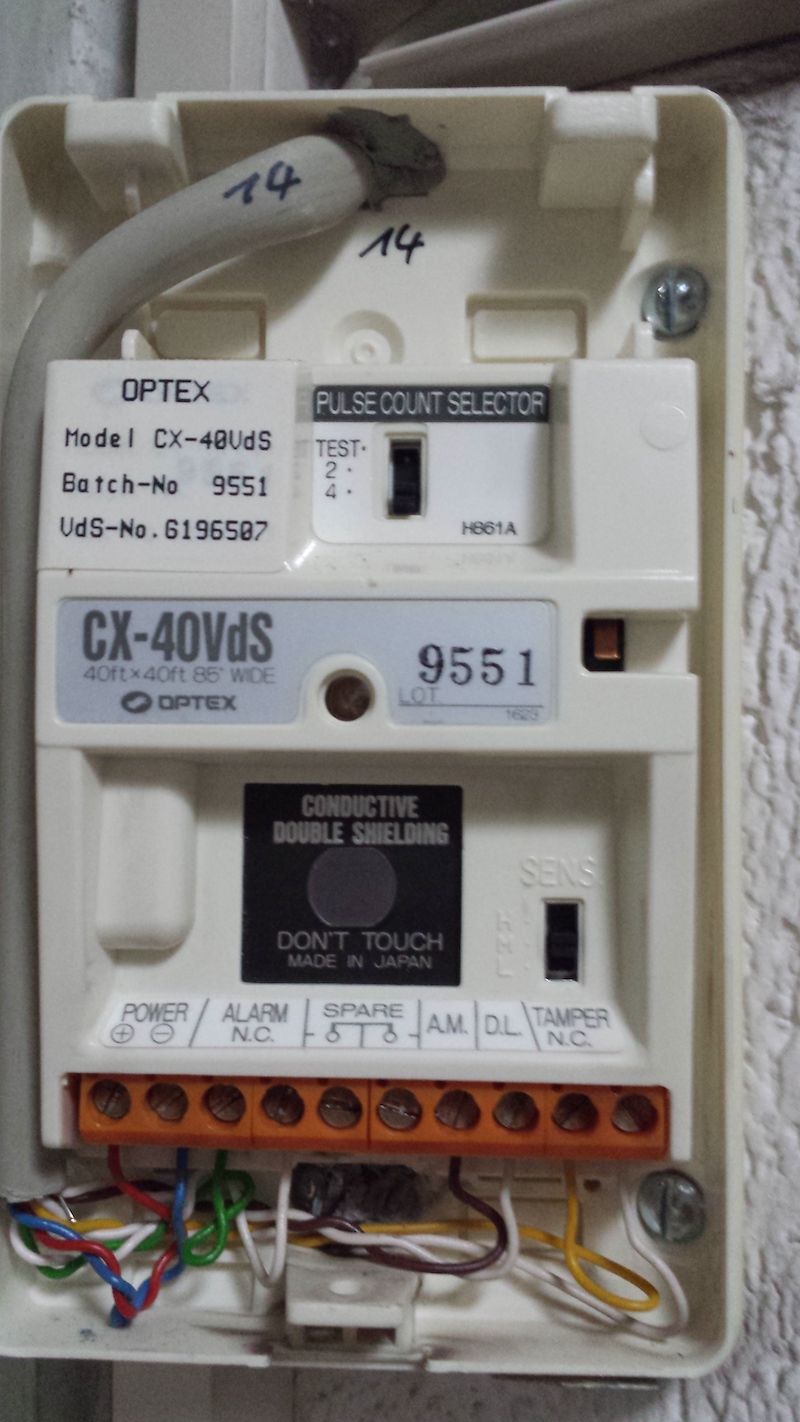 14
14
OPTEX
Model CX-40VdS
Batch-No 9551
VdS-No.G196507
PULSE COUNT SELECTOR
TEST·
2 ·
4 ·
H861A
CX-40VdS
40ft×40ft 85° WIDE
OPTEX
9551
LOT.
1623
CONDUCTIVE
DOUBLE SHIELDING
DON'T TOUCH
MADE IN JAPAN
SENS.
H
M
L
POWER
+ −
ALARM
N.C.
SPARE
A.M.
D.L.
TAMPER
N.C.